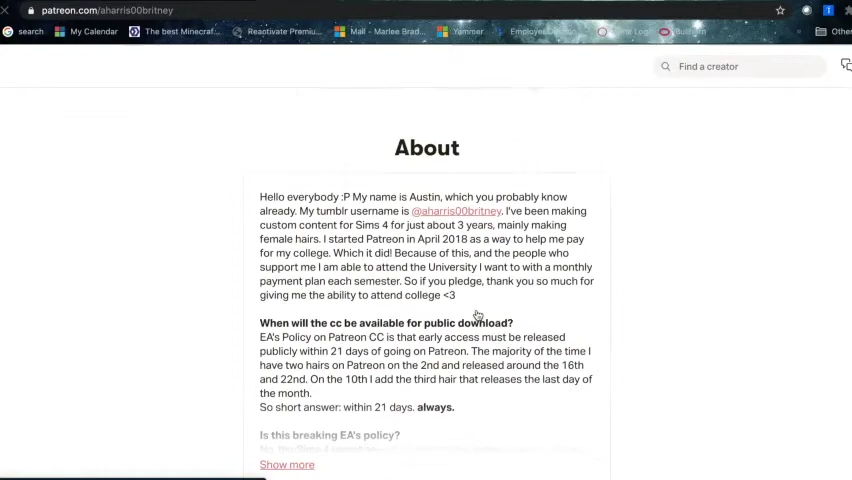 patreon.com/aharris00britney
search
My Calendar
The best Minecraf...
Reactivate Premiu...
Mail - Marlee Brad...
Yammer
Other
Find a creator
About
Hello everybody :P My name is Austin, which you probably know
already. My tumblr username is @aharris00britney. I've been making
custom content for Sims 4 for just about 3 years, mainly making
female hairs. I started Patreon in April 2018 as a way to help me pay
for my college. Which it did! Because of this, and the people who
support me I am able to attend the University I want to with a monthly
payment plan each semester. So if you pledge, thank you so much for
giving me the ability to attend college <3
When will the cc be available for public download?
EA's Policy on Patreon CC is that early access must be released
publicly within 21 days of going on Patreon. The majority of the time I
have two hairs on Patreon on the 2nd and released around the 16th
and 22nd. On the 10th I add the third hair that releases the last day of
the month.
So short answer: within 21 days. always.
Is this breaking EA's policy?
Show more